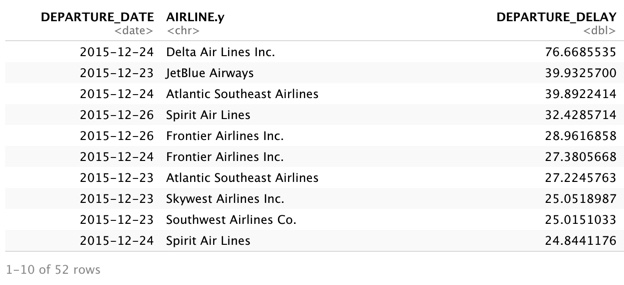 DEPARTURE_DATE AIRLINE.y DEPARTURE_DELAY
<date> <chr> <dbl>
2015-12-24 Delta Air Lines Inc. 76.6685535
2015-12-23 JetBlue Airways 39.9325700
2015-12-24 Atlantic Southeast Airlines 39.8922414
2015-12-26 Spirit Air Lines 32.4285714
2015-12-26 Frontier Airlines Inc. 28.9616858
2015-12-24 Frontier Airlines Inc. 27.3805668
2015-12-23 Atlantic Southeast Airlines 27.2245763
2015-12-23 Skywest Airlines Inc. 25.0518987
2015-12-23 Southwest Airlines Co. 25.0151033
2015-12-24 Spirit Air Lines 24.8441176
1-10 of 52 rows